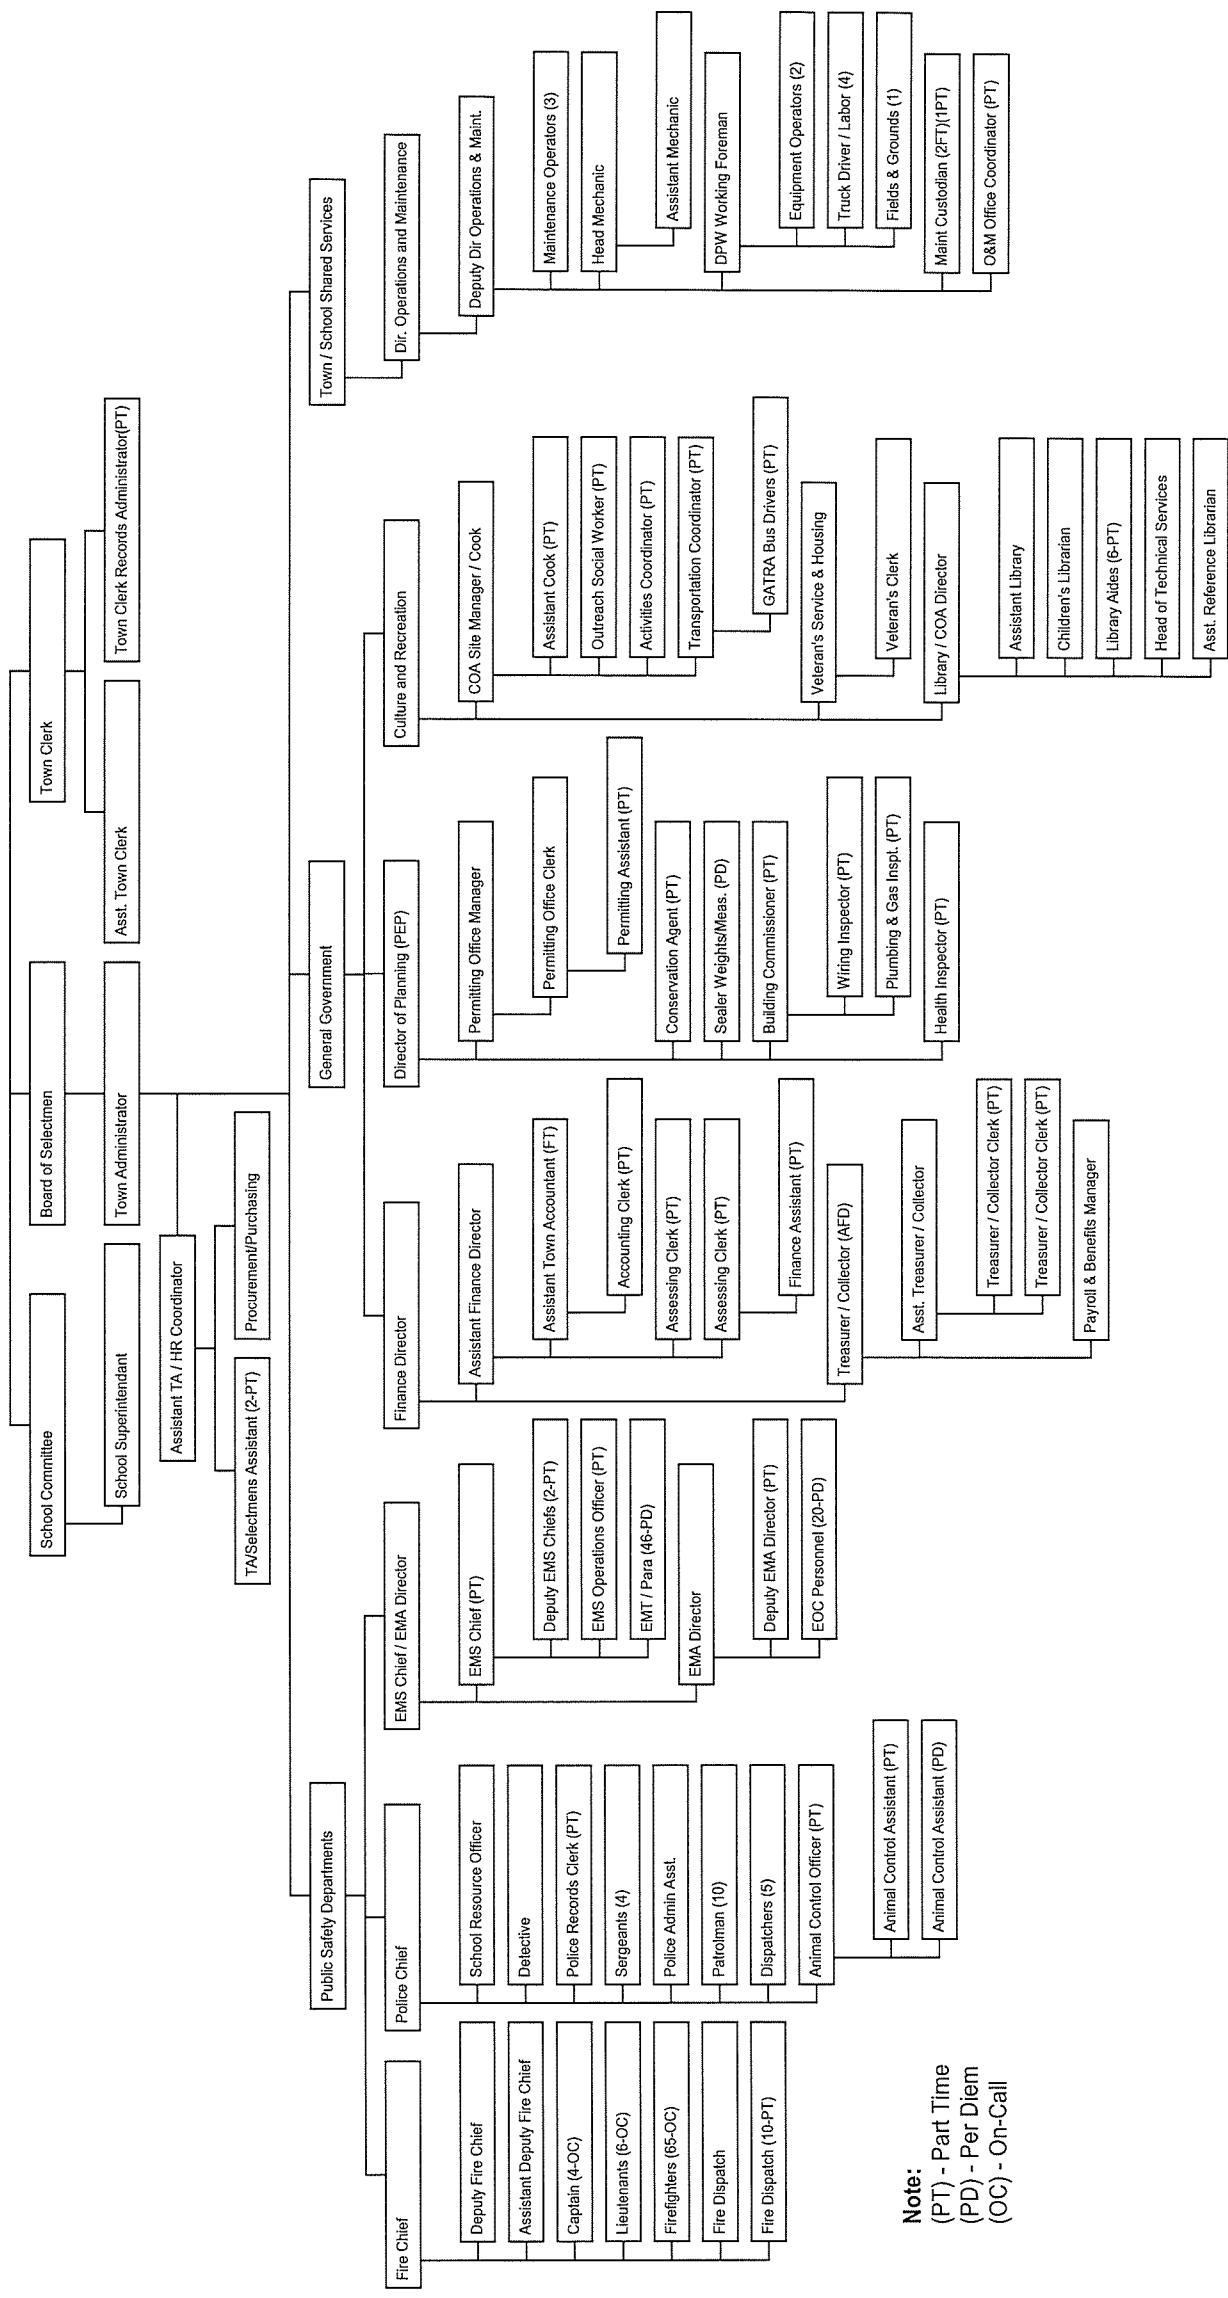 School Committee
Board of Selectmen
Town Clerk
School Superintendant
Town Administrator
Asst. Town Clerk
Town Clerk Records Administrator(PT)
Assistant TA / HR Coordinator
TA/Selectmens Assistant (2-PT)
Procurement/Purchasing
Public Safety Departments
General Government
Town / School Shared Services
Fire Chief
Deputy Fire Chief
Assistant Deputy Fire Chief
Captain (4-OC)
Lieutenants (6-OC)
Firefighters (65-OC)
Fire Dispatch
Fire Dispatch (10-PT)
Police Chief
School Resource Officer
Detective
Police Records Clerk (PT)
Sergeants (4)
Police Admin Asst.
Patrolman (10)
Dispatchers (5)
Animal Control Officer (PT)
Animal Control Assistant (PT)
Animal Control Assistant (PD)
EMS Chief / EMA Director
EMS Chief (PT)
Deputy EMS Chiefs (2-PT)
EMS Operations Officer (PT)
EMT / Para (46-PD)
EMA Director
Deputy EMA Director (PT)
EOC Personnel (20-PD)
Finance Director
Assistant Finance Director
Assistant Town Accountant (FT)
Accounting Clerk (PT)
Assessing Clerk (PT)
Assessing Clerk (PT)
Finance Assistant (PT)
Treasurer / Collector (AFD)
Asst. Treasurer / Collector
Treasurer / Collector Clerk (PT)
Treasurer / Collector Clerk (PT)
Payroll & Benefits Manager
Director of Planning (PEP)
Permitting Office Manager
Permitting Office Clerk
Permitting Assistant (PT)
Conservation Agent (PT)
Sealer Weights/Meas. (PD)
Building Commissioner (PT)
Wiring Inspector (PT)
Plumbing & Gas Inspt. (PT)
Health Inspector (PT)
Culture and Recreation
COA Site Manager / Cook
Assistant Cook (PT)
Outreach Social Worker (PT)
Activities Coordinator (PT)
Transportation Coordinator (PT)
GATRA Bus Drivers (PT)
Veteran's Service & Housing
Veteran's Clerk
Library / COA Director
Assistant Library
Children's Librarian
Library Aides (6-PT)
Head of Technical Services
Asst. Reference Librarian
Dir. Operations and Maintenance
Deputy Dir Operations & Maint.
Maintenance Operators (3)
Head Mechanic
Assistant Mechanic
DPW Working Foreman
Equipment Operators (2)
Truck Driver / Labor (4)
Fields & Grounds (1)
Maint Custodian (2FT)(1PT)
O&M Office Coordinator (PT)
Note:
(PT) - Part Time
(PD) - Per Diem
(OC) - On-Call